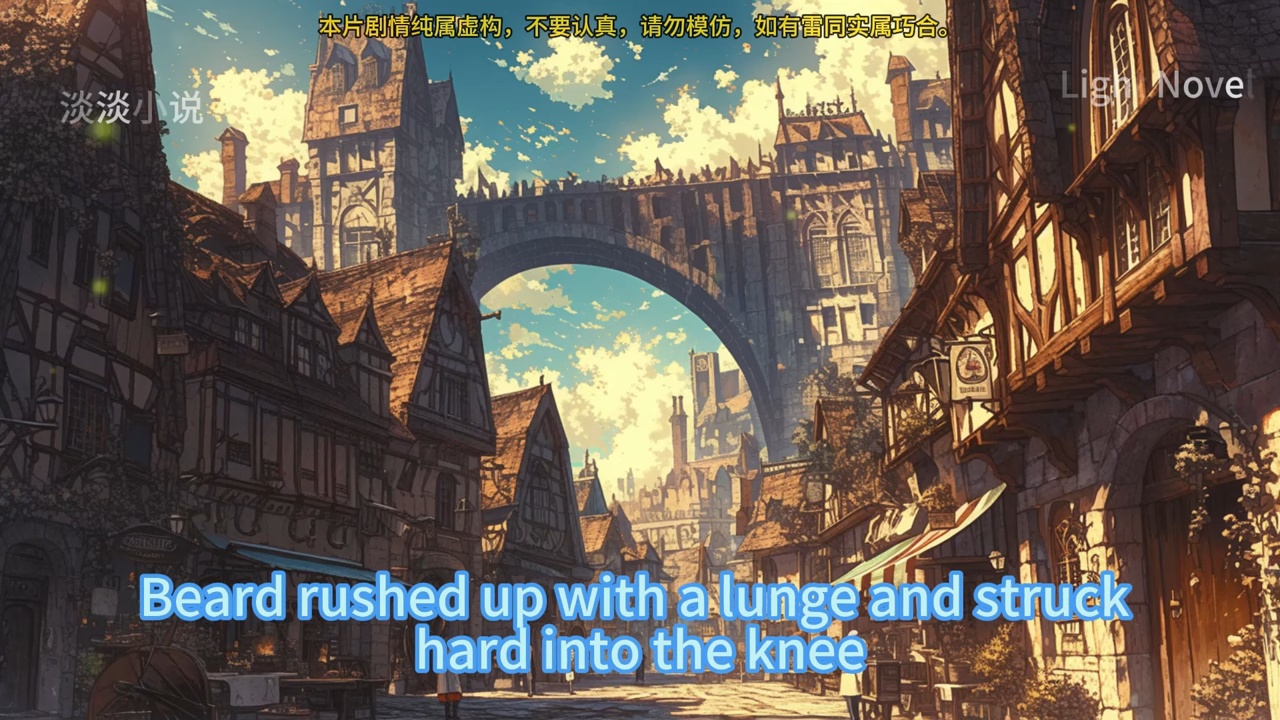 本片剧情纯属虚构，不要认真，请勿模仿，如有雷同实属巧合。
淡淡小说
Light Novel
Beard rushed up with a lunge and struck
hard into the knee